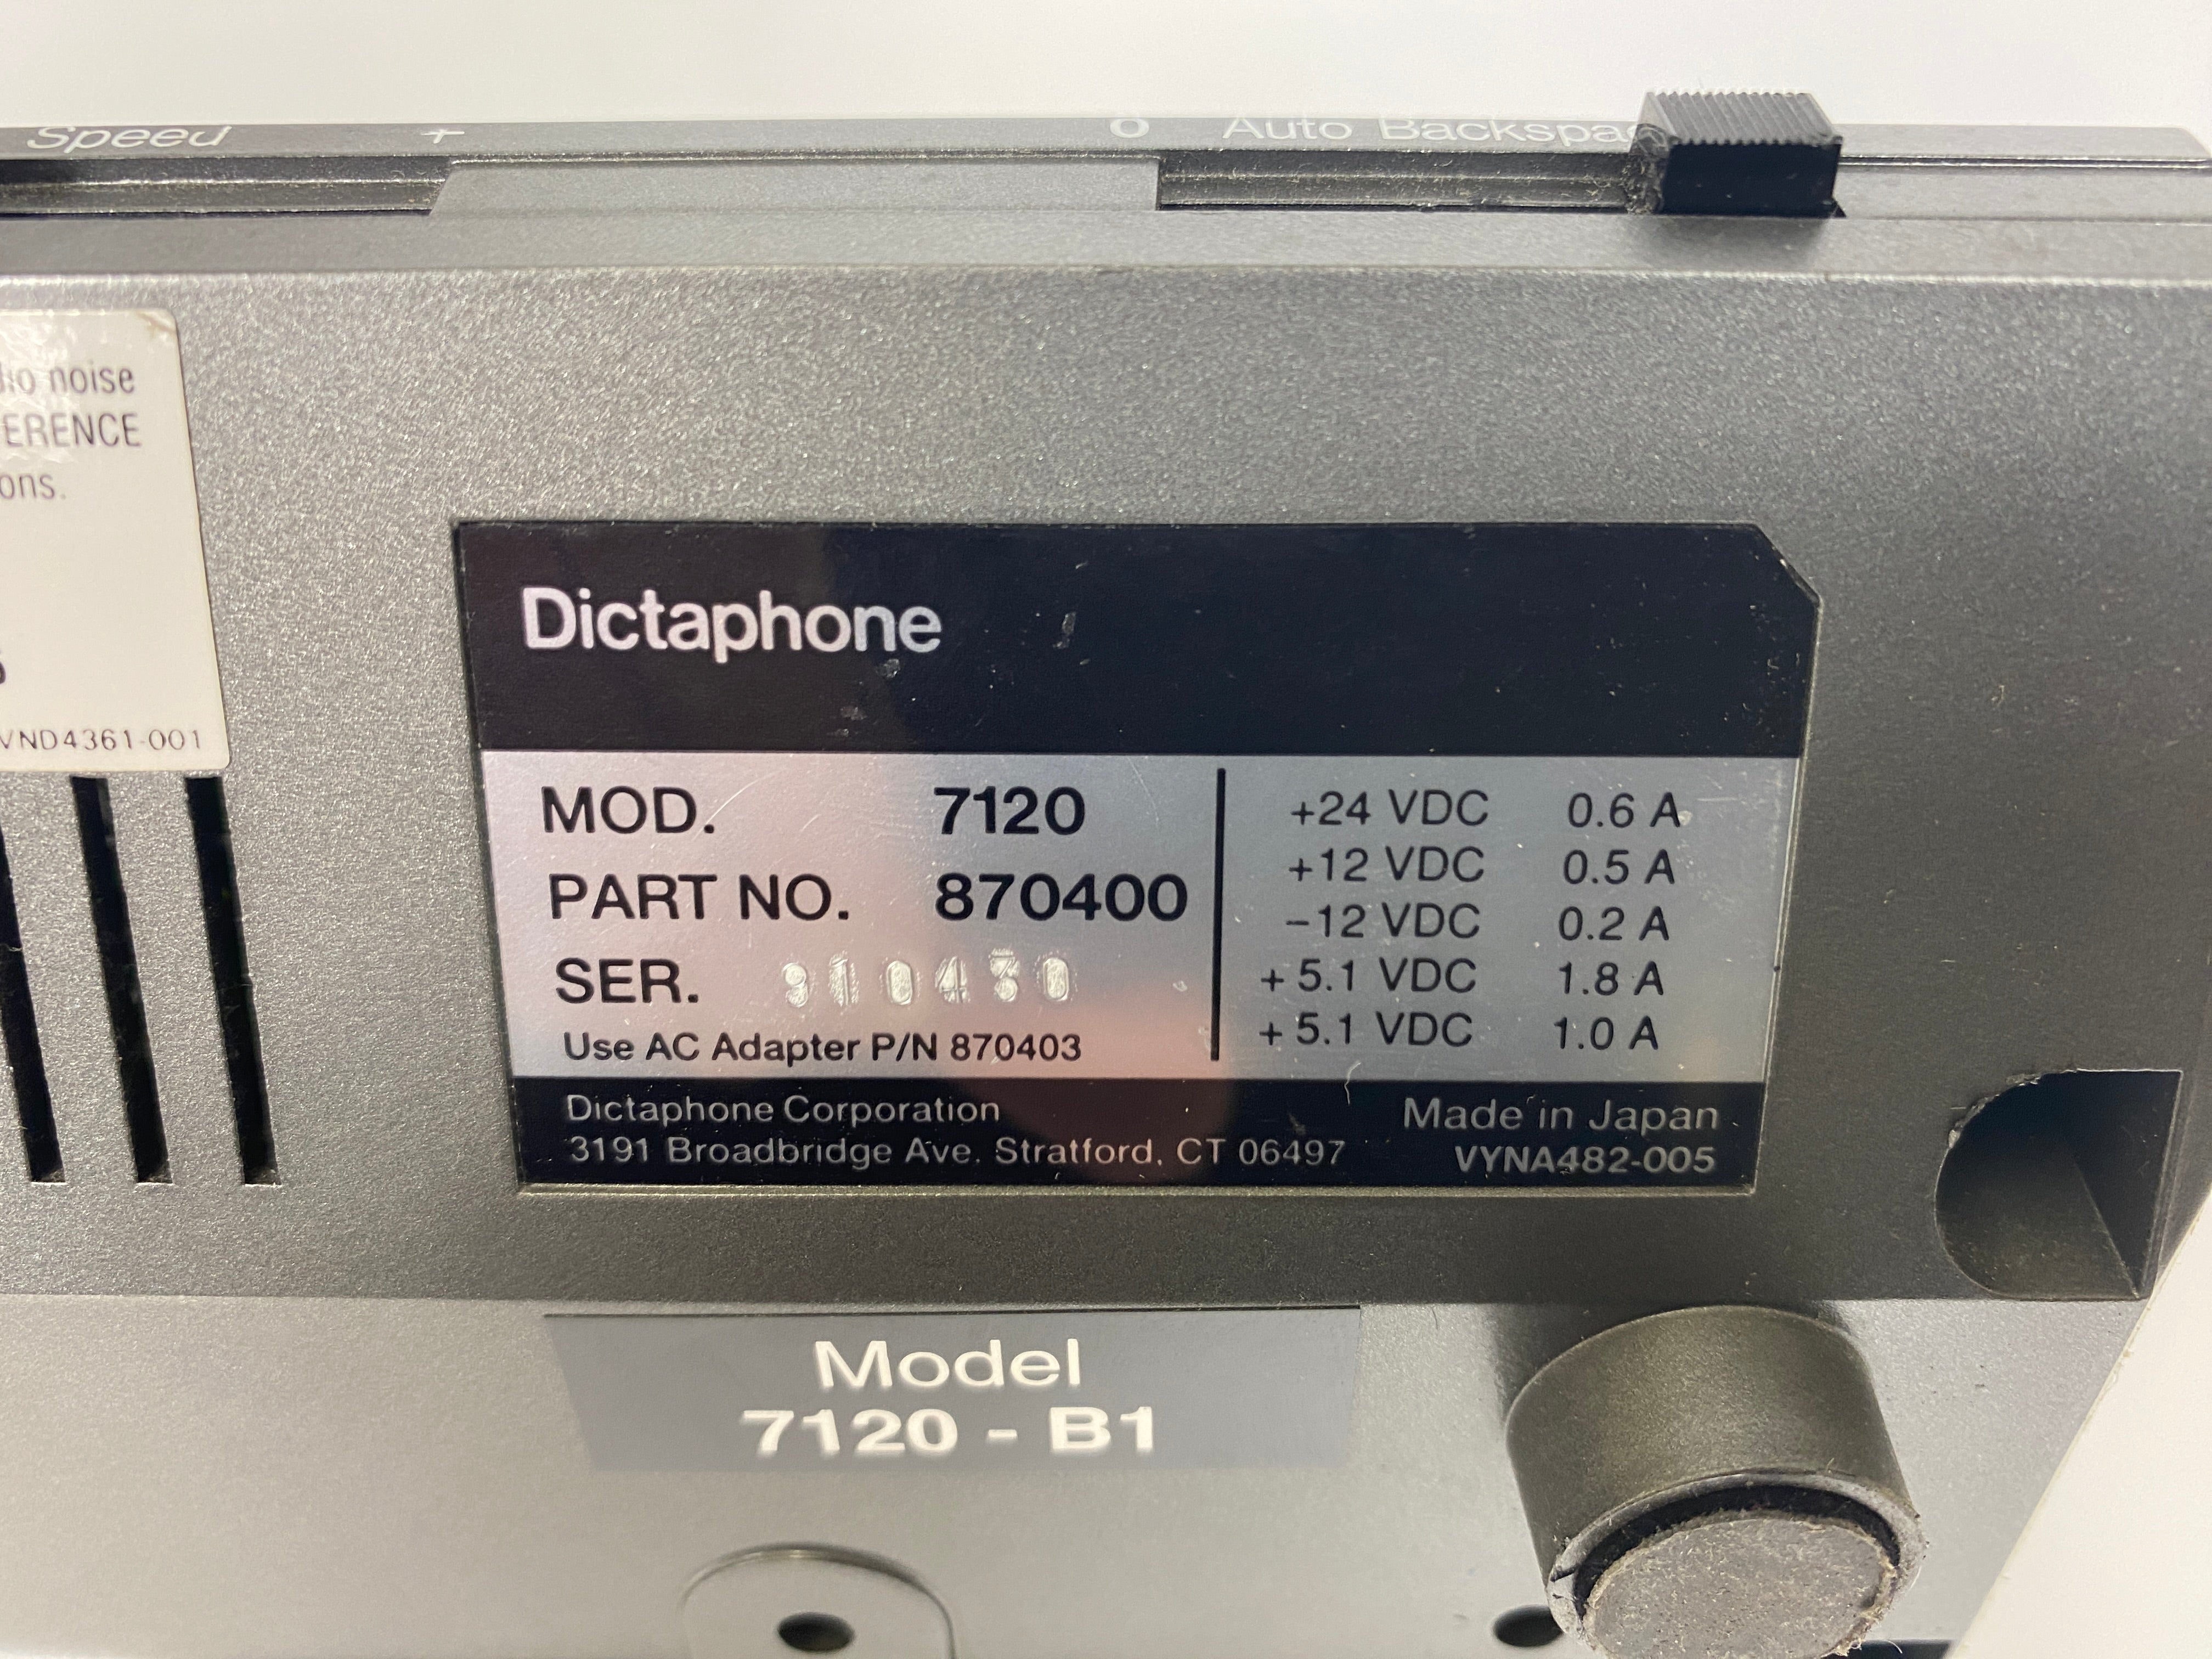 Speed + O Auto Backspa
dio noise
ERENCE
ons.
VND4361-001
Dictaphone
MOD. 7120
PART NO. 870400
SER. 910430
Use AC Adapter P/N 870403
+24 VDC 0.6 A
+12 VDC 0.5 A
−12 VDC 0.2 A
+ 5.1 VDC 1.8 A
+ 5.1 VDC 1.0 A
Dictaphone Corporation
3191 Broadbridge Ave. Stratford, CT 06497
Made in Japan
VYNA482-005
Model
7120 - B1